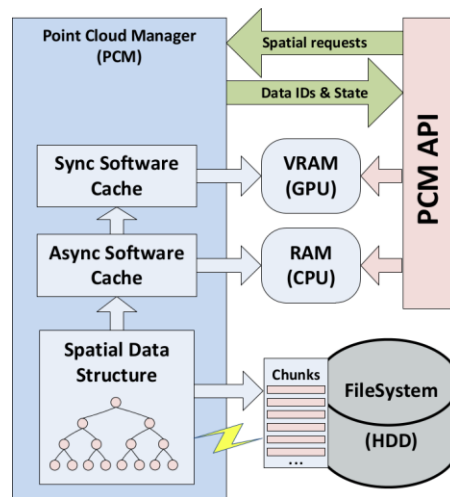 Point Cloud Manager
(PCM)
Spatial requests
Data IDs & State
PCM API
Sync Software
Cache
VRAM
(GPU)
Async Software
Cache
RAM
(CPU)
Spatial Data
Structure
Chunks
...
FileSystem
(HDD)